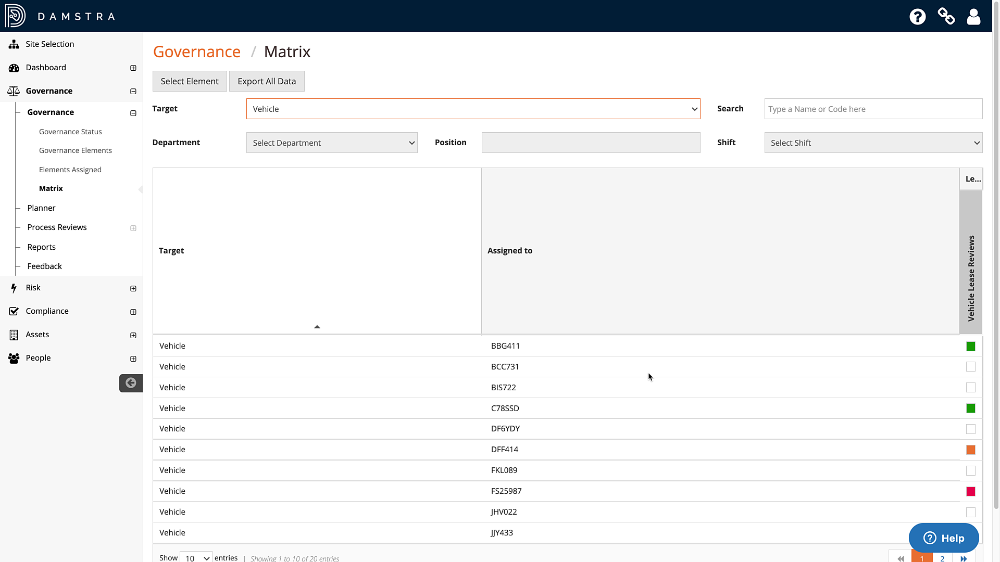 DAMSTRA
Site Selection
Dashboard
Governance
Governance
Governance Status
Governance Elements
Elements Assigned
Matrix
Planner
Process Reviews
Reports
Feedback
Risk
Compliance
Assets
People
Governance / Matrix
Select Element
Export All Data
Target
Vehicle
Search
Type a Name or Code here
Department
Select Department
Position
Shift
Select Shift
Target
Assigned to
Le...
Vehicle Lease Reviews
Vehicle BBG411
Vehicle BCC731
Vehicle BIS722
Vehicle C78SSD
Vehicle DF6YDY
Vehicle DFF414
Vehicle FKL089
Vehicle FS25987
Vehicle JHV022
Vehicle JJY433
Help
Show 10 entries | Showing 1 to 10 of 20 entries
1 2